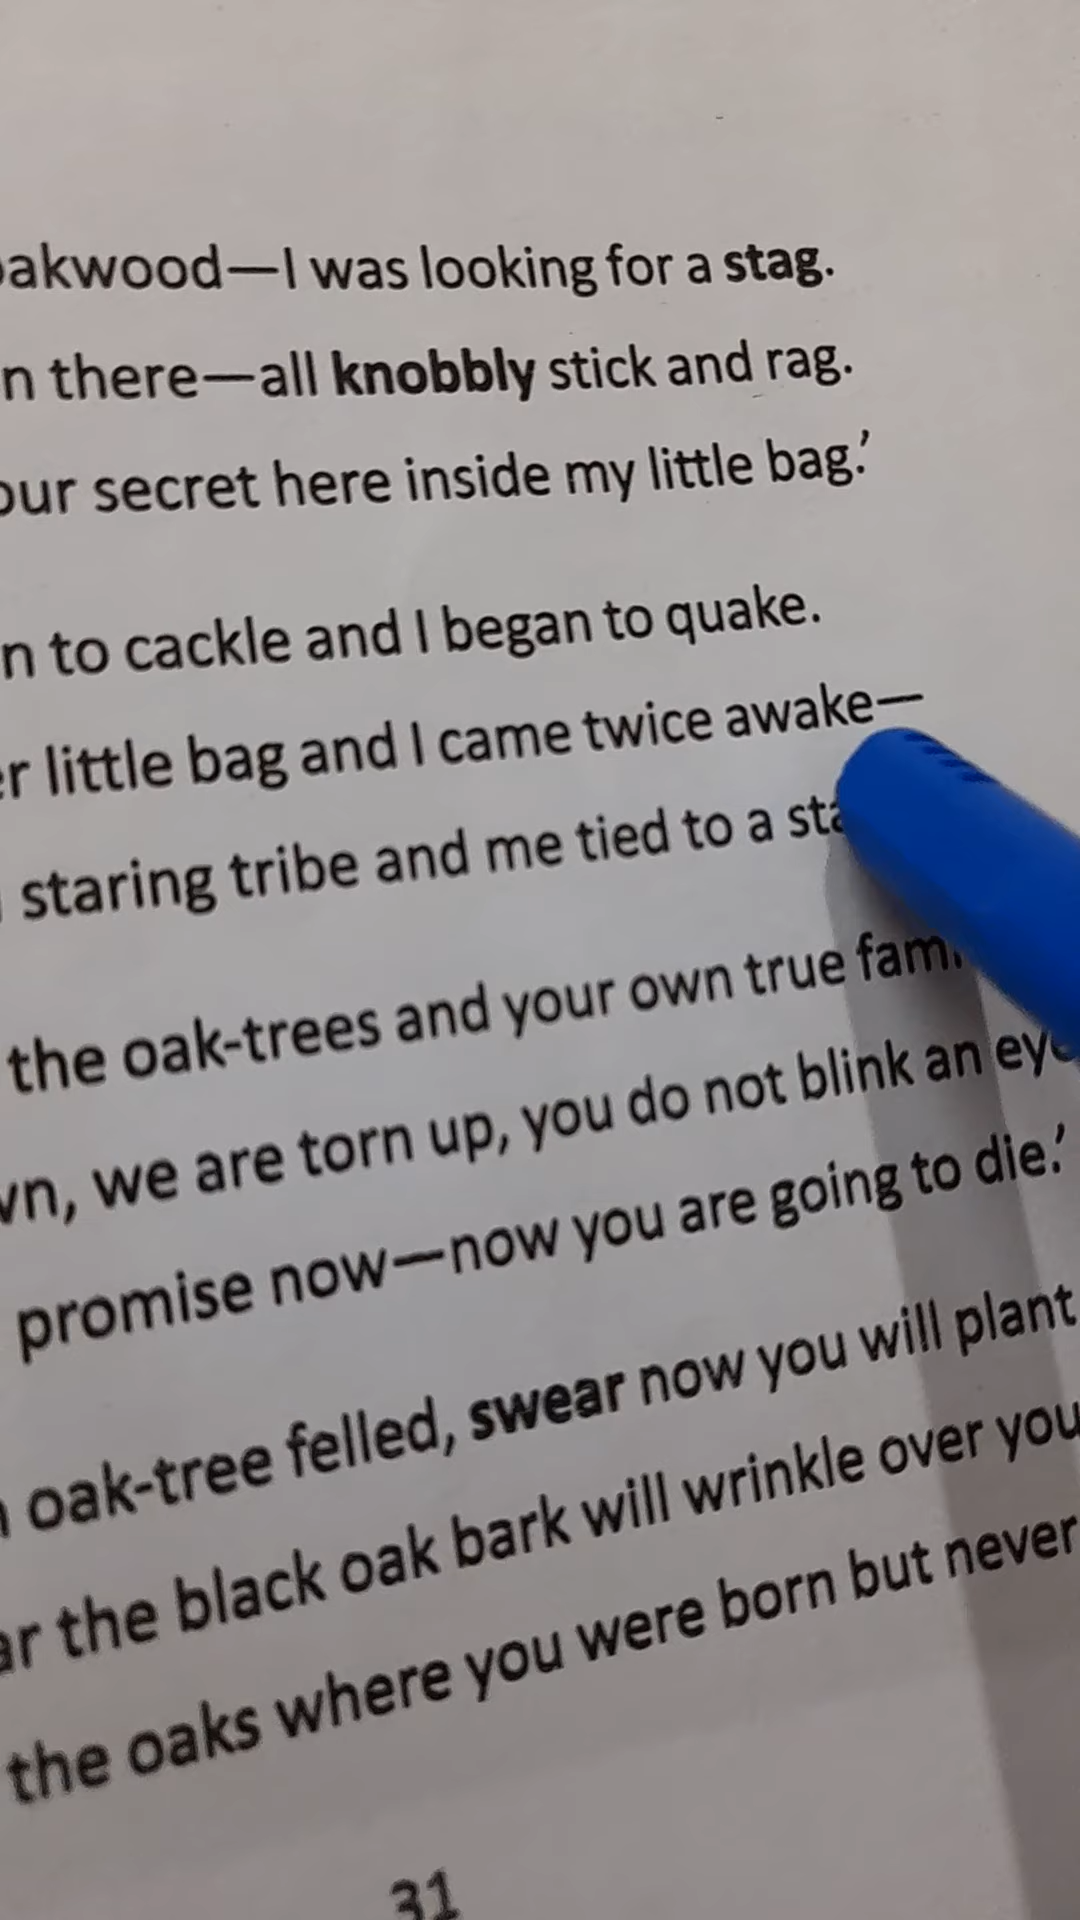 akwood—I was looking for a stag.
n there—all knobbly stick and rag.
our secret here inside my little bag.’
n to cackle and I began to quake.
er little bag and I came twice awake—
staring tribe and me tied to a
the oak-trees and your own true
wn, we are torn up, you do not blink an
promise now—now you are going to die.’
oak-tree felled, swear now you will plant
ar the black oak bark will wrinkle over you
the oaks where you were born but never
31